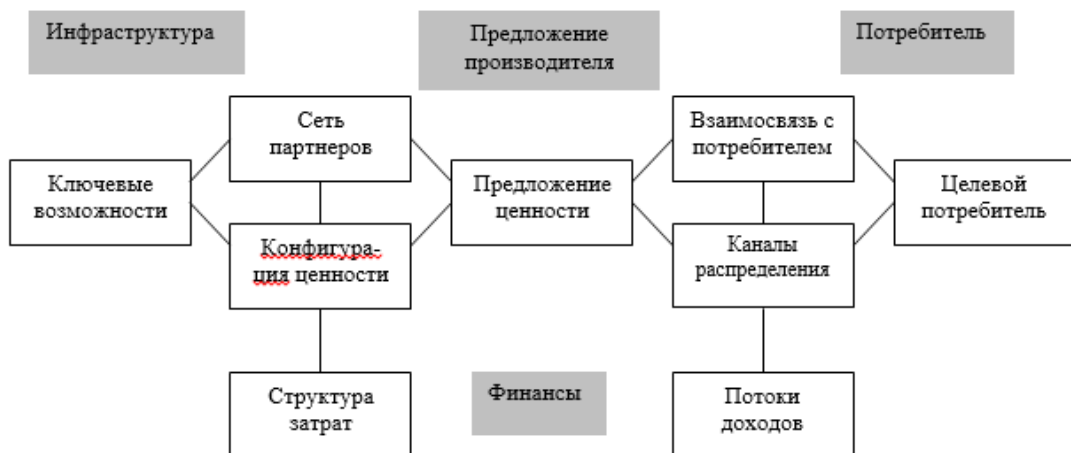 Инфраструктура
Предложение
производителя
Потребитель
Сеть
партнеров
Взаимосвязь с
потребителем
Ключевые
возможности
Предложение
ценности
Целевой
потребитель
Конфигура-
ция ценности
Каналы
распределения
Структура
затрат
Финансы
Потоки
доходов